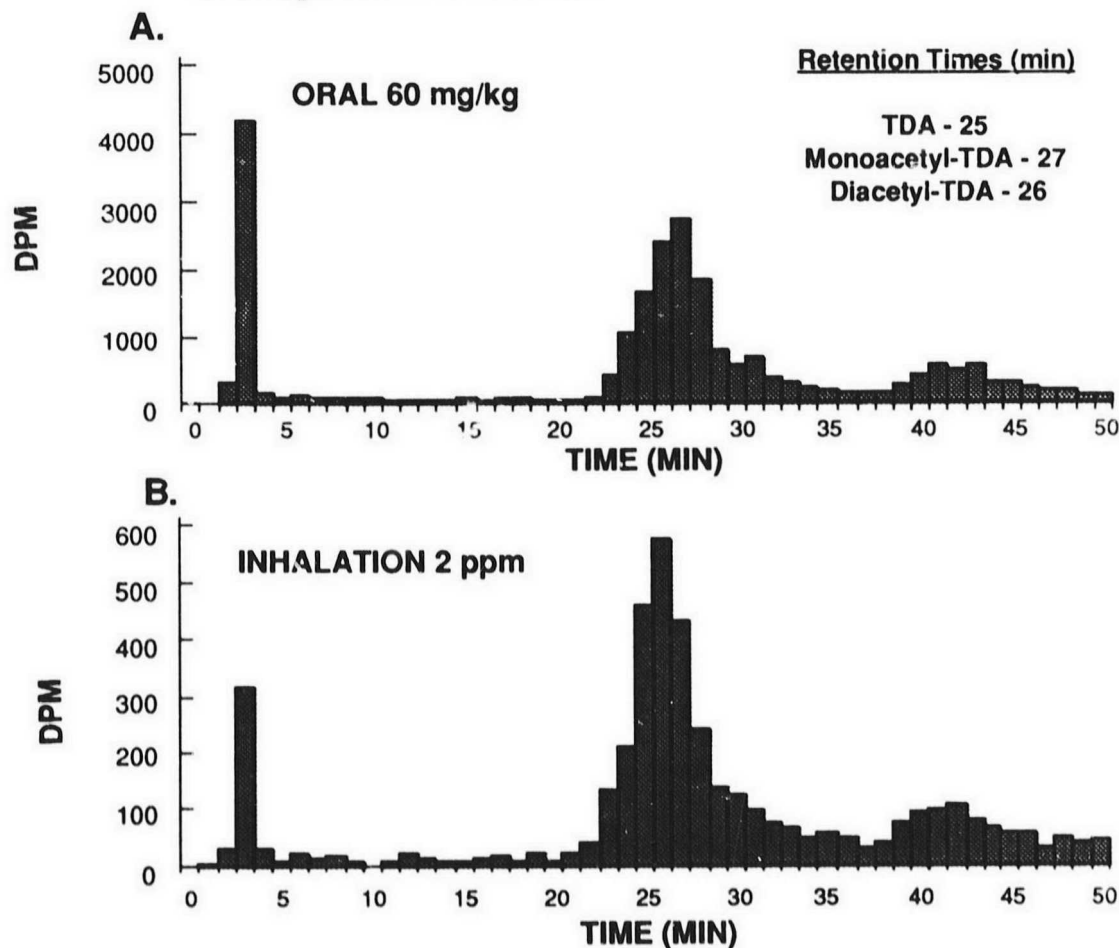 A.
ORAL 60 mg/kg
Retention Times (min)
TDA - 25
Monoacetyl-TDA - 27
Diacetyl-TDA - 26
DPM
5000
4000
3000
2000
1000
0
0 5 10 15 20 25 30 35 40 45 50
TIME (MIN)
B.
INHALATION 2 ppm
DPM
600
500
400
300
200
100
0
0 5 10 15 20 25 30 35 40 45 50
TIME (MIN)